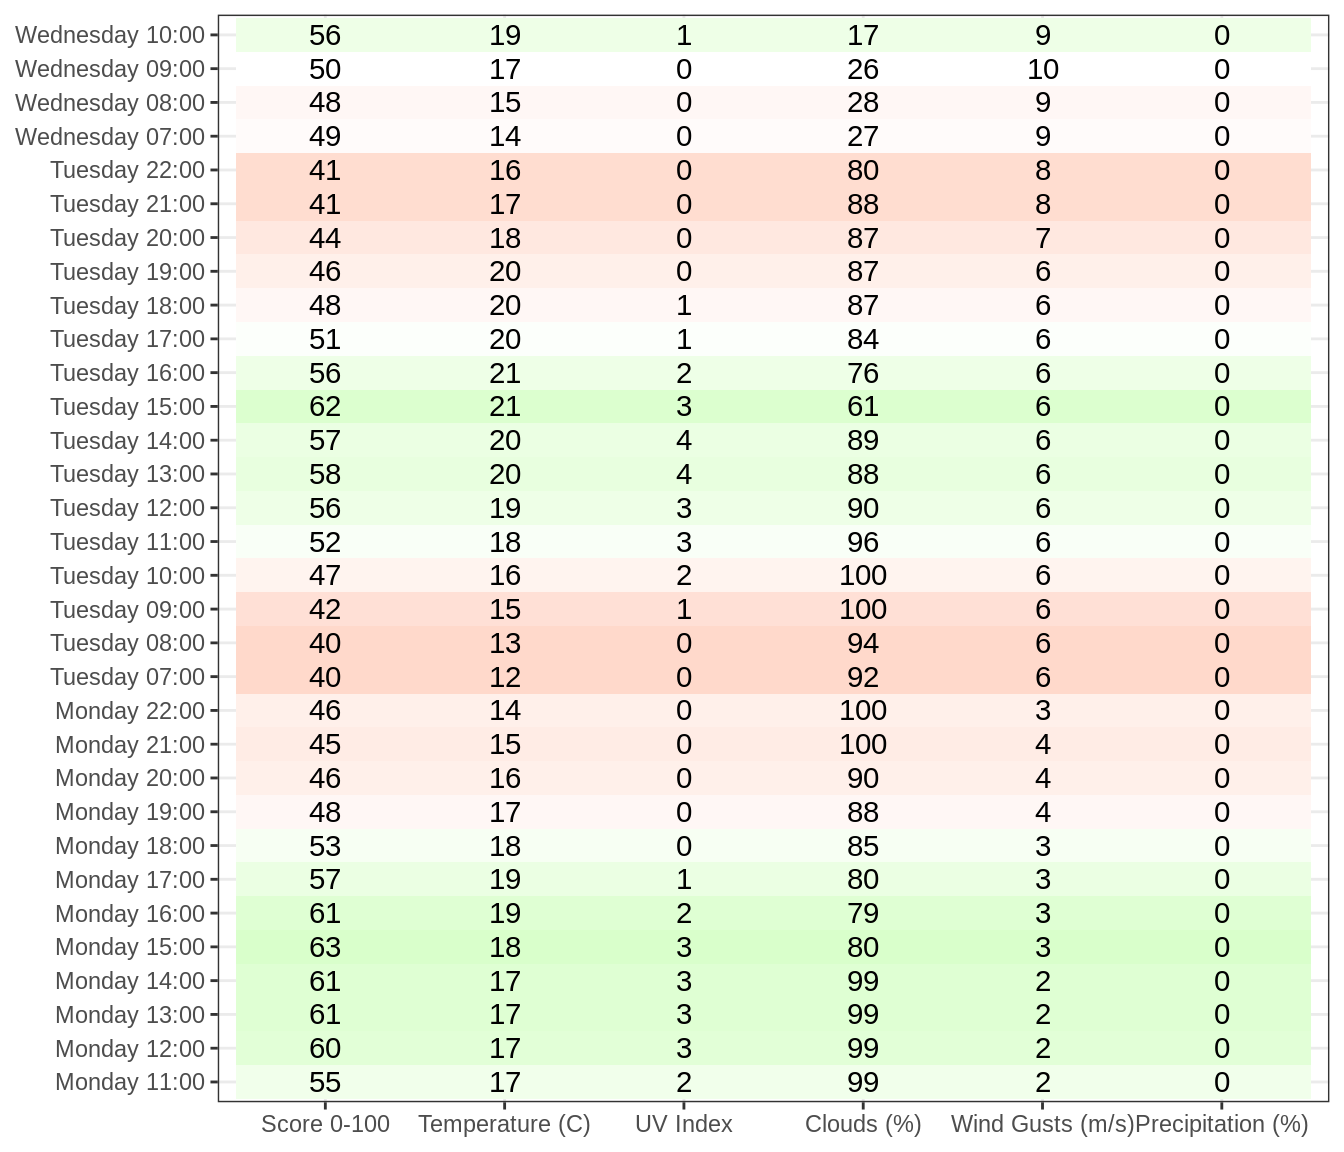 Wednesday 10:00 56 19 1 17 9 0
Wednesday 09:00 50 17 0 26 10 0
Wednesday 08:00 48 15 0 28 9 0
Wednesday 07:00 49 14 0 27 9 0
Tuesday 22:00 41 16 0 80 8 0
Tuesday 21:00 41 17 0 88 8 0
Tuesday 20:00 44 18 0 87 7 0
Tuesday 19:00 46 20 0 87 6 0
Tuesday 18:00 48 20 1 87 6 0
Tuesday 17:00 51 20 1 84 6 0
Tuesday 16:00 56 21 2 76 6 0
Tuesday 15:00 62 21 3 61 6 0
Tuesday 14:00 57 20 4 89 6 0
Tuesday 13:00 58 20 4 88 6 0
Tuesday 12:00 56 19 3 90 6 0
Tuesday 11:00 52 18 3 96 6 0
Tuesday 10:00 47 16 2 100 6 0
Tuesday 09:00 42 15 1 100 6 0
Tuesday 08:00 40 13 0 94 6 0
Tuesday 07:00 40 12 0 92 6 0
Monday 22:00 46 14 0 100 3 0
Monday 21:00 45 15 0 100 4 0
Monday 20:00 46 16 0 90 4 0
Monday 19:00 48 17 0 88 4 0
Monday 18:00 53 18 0 85 3 0
Monday 17:00 57 19 1 80 3 0
Monday 16:00 61 19 2 79 3 0
Monday 15:00 63 18 3 80 3 0
Monday 14:00 61 17 3 99 2 0
Monday 13:00 61 17 3 99 2 0
Monday 12:00 60 17 3 99 2 0
Monday 11:00 55 17 2 99 2 0
Score 0-100 Temperature (C) UV Index Clouds (%) Wind Gusts (m/s) Precipitation (%)